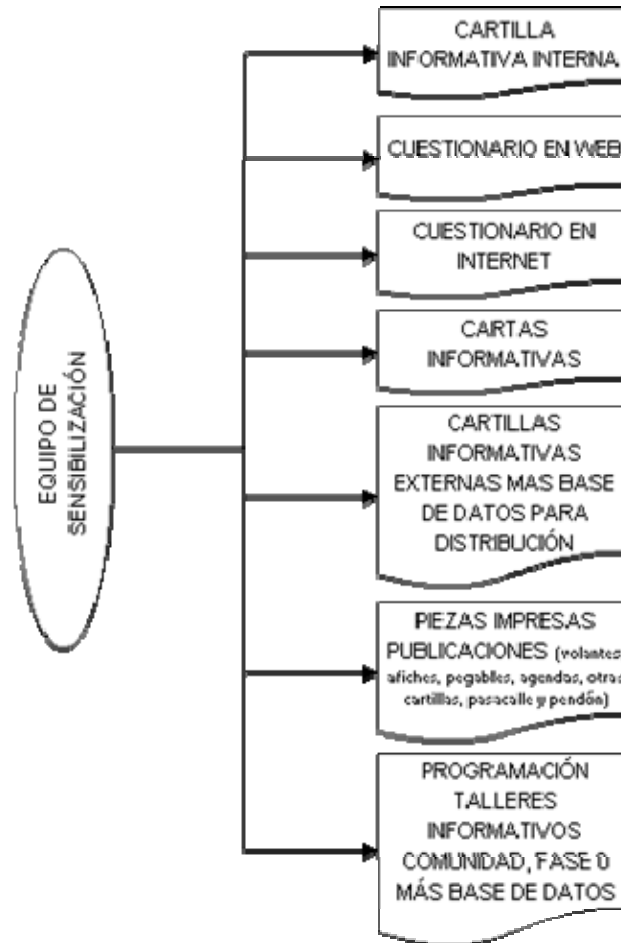 EQUIPO DE
SENSIBILIZACIÓN
CARTILLA
INFORMATIVA INTERNA
CUESTIONARIO EN WEB
CUESTIONARIO EN
INTERNET
CARTAS
INFORMATIVAS
CARTILLAS
INFORMATIVAS
EXTERNAS MAS BASE
DE DATOS PARA
DISTRIBUCIÓN
PIEZAS IMPRESAS
PUBLICACIONES (volantes,
afiches, pegables, agendas, otras
cartillas, pasacalle y pendón)
PROGRAMACIÓN
TALLERES
INFORMATIVOS
COMUNIDAD, FASE 0
MÁS BASE DE DATOS